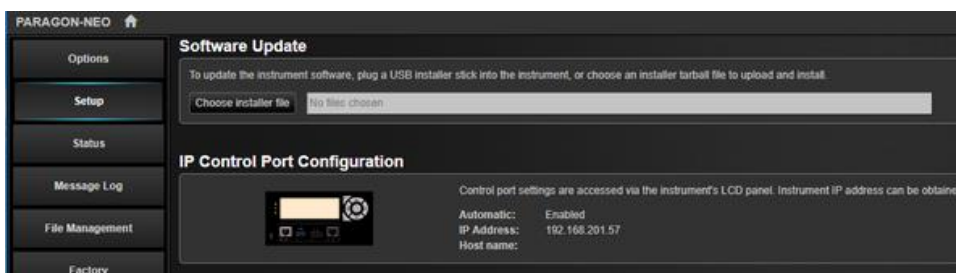 PARAGON-NEO
Options
Setup
Status
Message Log
File Management
Factory
Software Update
To update the instrument software, plug a USB installer stick into the instrument, or choose an installer tarball file to upload and install.
Choose installer file
No files chosen
IP Control Port Configuration
Control port settings are accessed via the instrument's LCD panel. Instrument IP address can be obtaine
Automatic: Enabled
IP Address: 192.168.201.57
Host name: